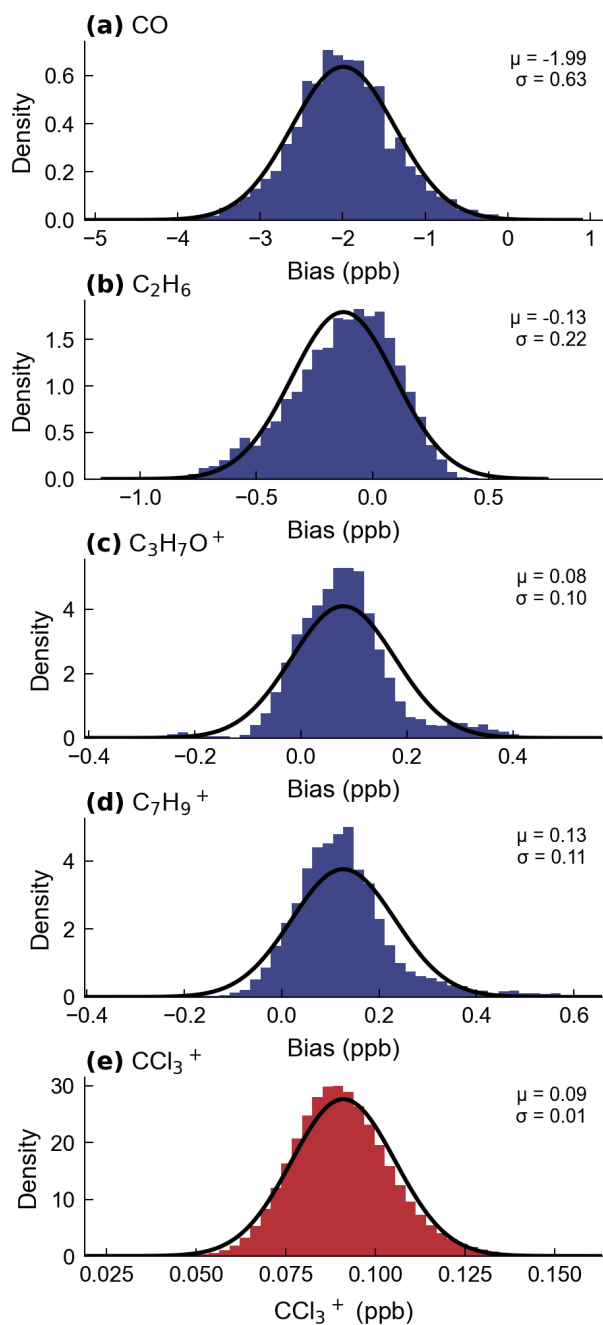 (a) CO
μ = -1.99
σ = 0.63
Density
0.6
0.4
0.2
0.0
−5 −4 −3 −2 −1 0 1
Bias (ppb)
(b) C₂H₆
μ = -0.13
σ = 0.22
Density
1.5
1.0
0.5
0.0
−1.0 −0.5 0.0 0.5
Bias (ppb)
(c) C₃H₇O⁺
μ = 0.08
σ = 0.10
Density
4
2
0
−0.4 −0.2 0.0 0.2 0.4
Bias (ppb)
(d) C₇H₉⁺
μ = 0.13
σ = 0.11
Density
4
2
0
−0.4 −0.2 0.0 0.2 0.4 0.6
Bias (ppb)
(e) CCl₃⁺
μ = 0.09
σ = 0.01
Density
30
20
10
0
0.025 0.050 0.075 0.100 0.125 0.150
CCl₃⁺ (ppb)